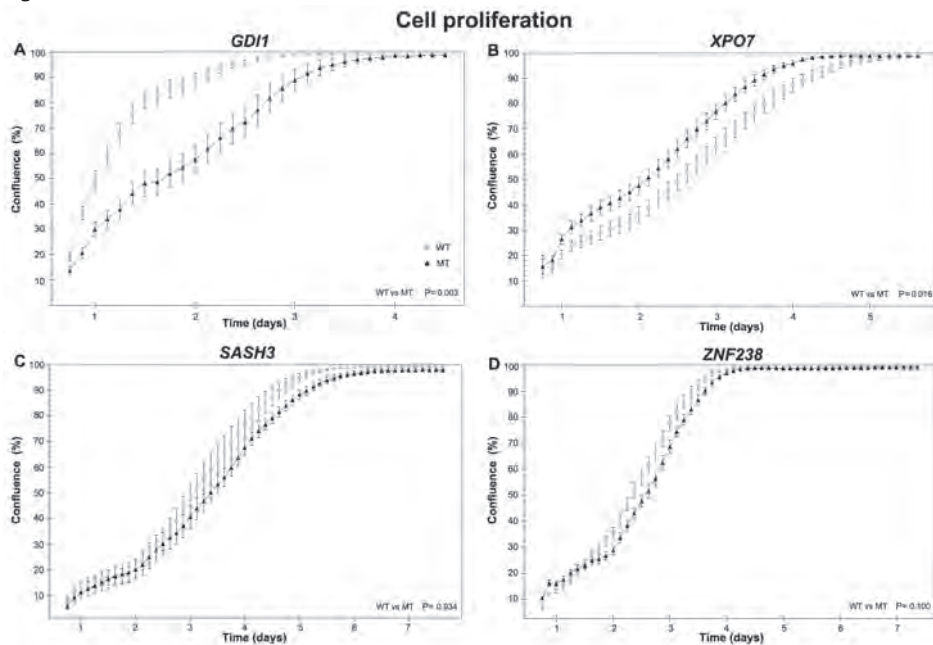 Cell proliferation
A
GDI1
100
90
80
70
60
50
40
30
20
10
Confluence (%)
WT
MT
WT vs MT P= 0.003
1 2 3 4
Time (days)
B
XPO7
100
90
80
70
60
50
40
30
20
10
Confluence (%)
WT vs MT P= 0.016
1 2 3 4 5
Time (days)
C
SASH3
100
90
80
70
60
50
40
30
20
10
Confluence (%)
WT vs MT P= 0.934
1 2 3 4 5 6 7
Time (days)
D
ZNF238
100
90
80
70
60
50
40
30
20
10
Confluence (%)
WT vs MT P= 0.100
1 2 3 4 5 6 7
Time (days)